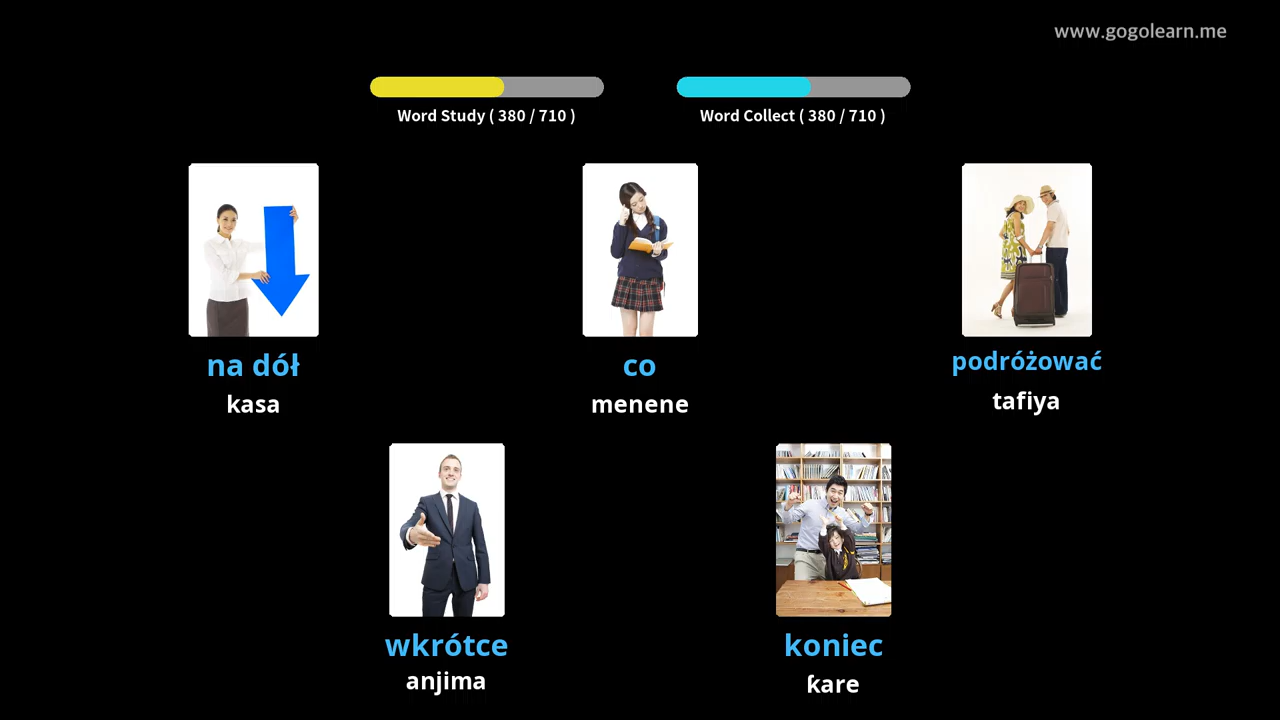 www.gogolearn.me
Word Study ( 380 / 710 )
Word Collect ( 380 / 710 )
na dół
kasa
co
menene
podróżować
tafiya
wkrótce
anjima
koniec
ƙare